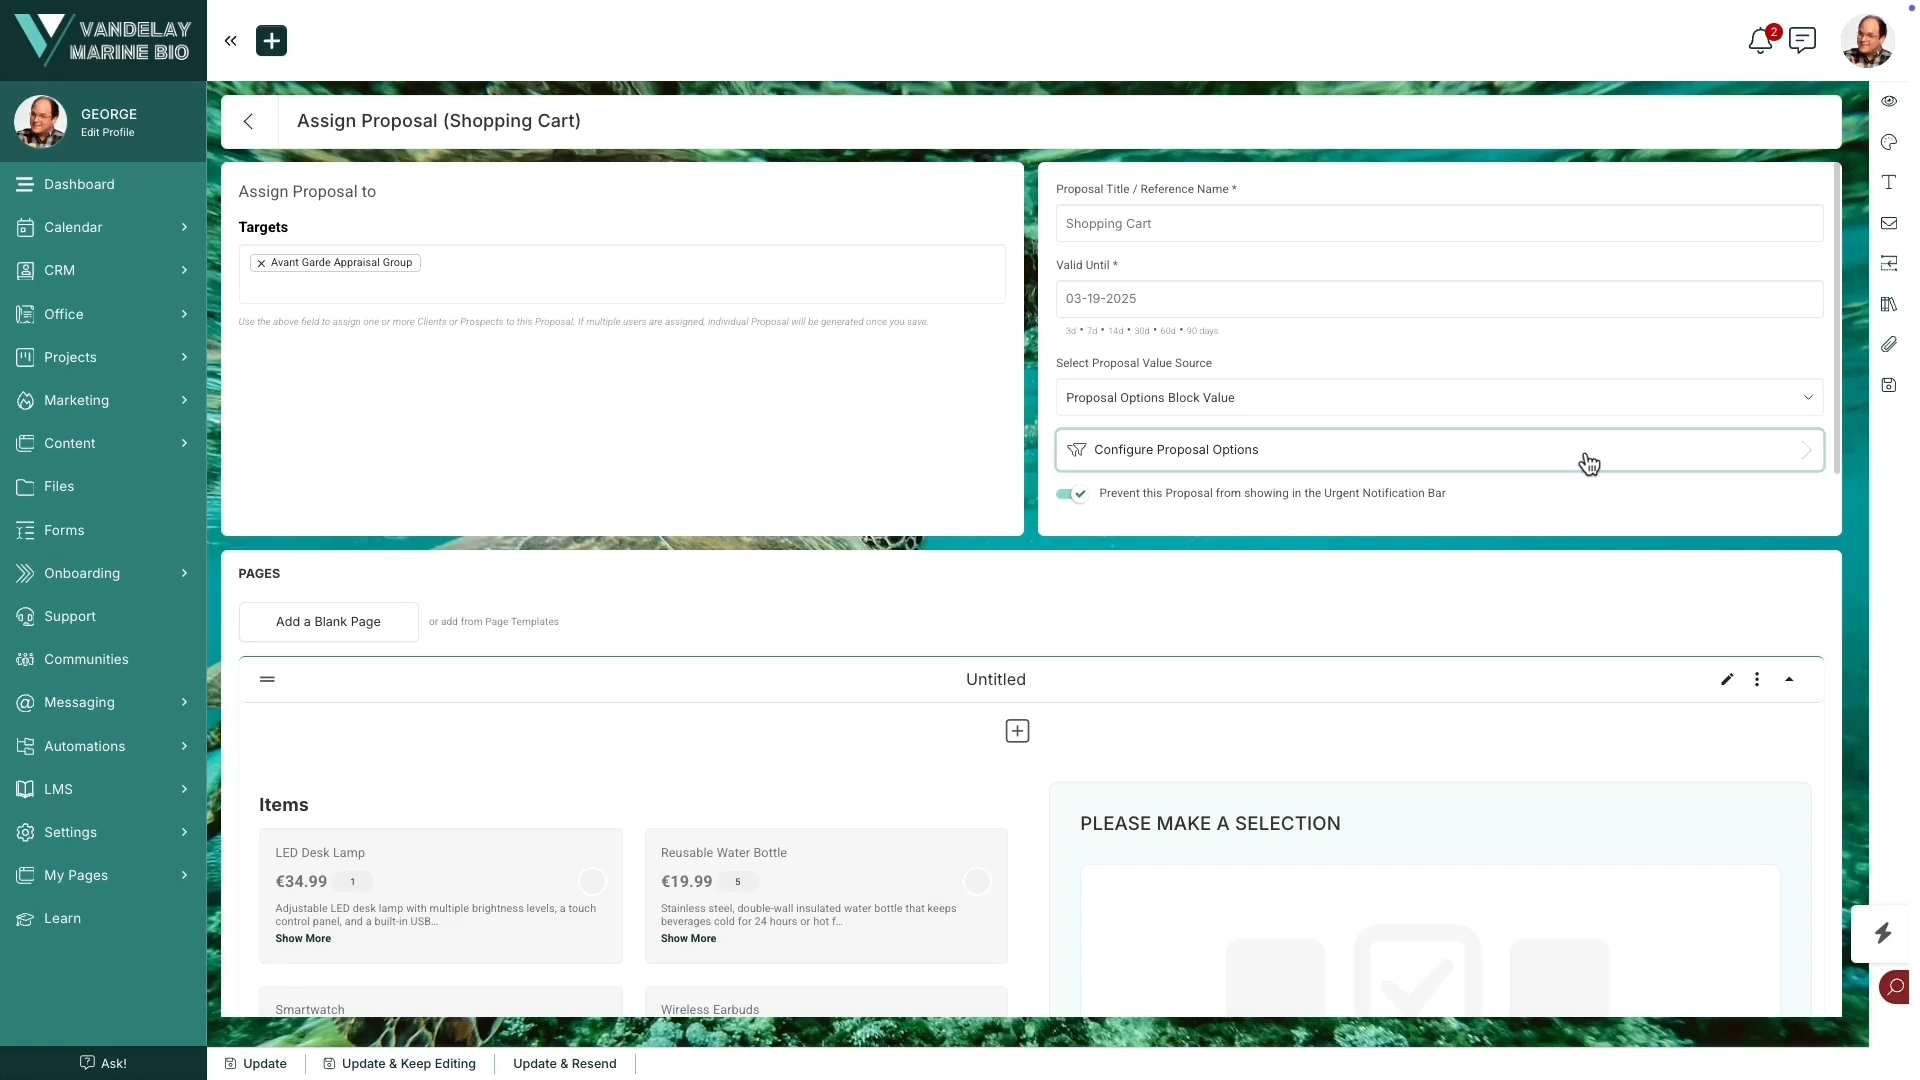 VANDELAY
MARINE BIO
2
GEORGE
Edit Profile
Dashboard
Calendar
CRM
Office
Projects
Marketing
Content
Files
Forms
Onboarding
Support
Communities
Messaging
Automations
LMS
Settings
My Pages
Learn
Ask!
Assign Proposal (Shopping Cart)
Assign Proposal to
Targets
Avant Garde Appraisal Group
Use the above field to assign one or more Clients or Prospects to this Proposal. If multiple users are assigned, individual Proposal will be generated once you save.
Proposal Title / Reference Name *
Shopping Cart
Valid Until *
03-19-2025
3d • 7d • 14d • 30d • 60d • 90 days
Select Proposal Value Source
Proposal Options Block Value
Configure Proposal Options
Prevent this Proposal from showing in the Urgent Notification Bar
PAGES
Add a Blank Page
or add from Page Templates
Untitled
Items
LED Desk Lamp
€34.99 1
Adjustable LED desk lamp with multiple brightness levels, a touch
control panel, and a built-in USB...
Show More
Reusable Water Bottle
€19.99 5
Stainless steel, double-wall insulated water bottle that keeps
beverages cold for 24 hours or hot f...
Show More
Smartwatch
Wireless Earbuds
PLEASE MAKE A SELECTION
Update
Update & Keep Editing
Update & Resend